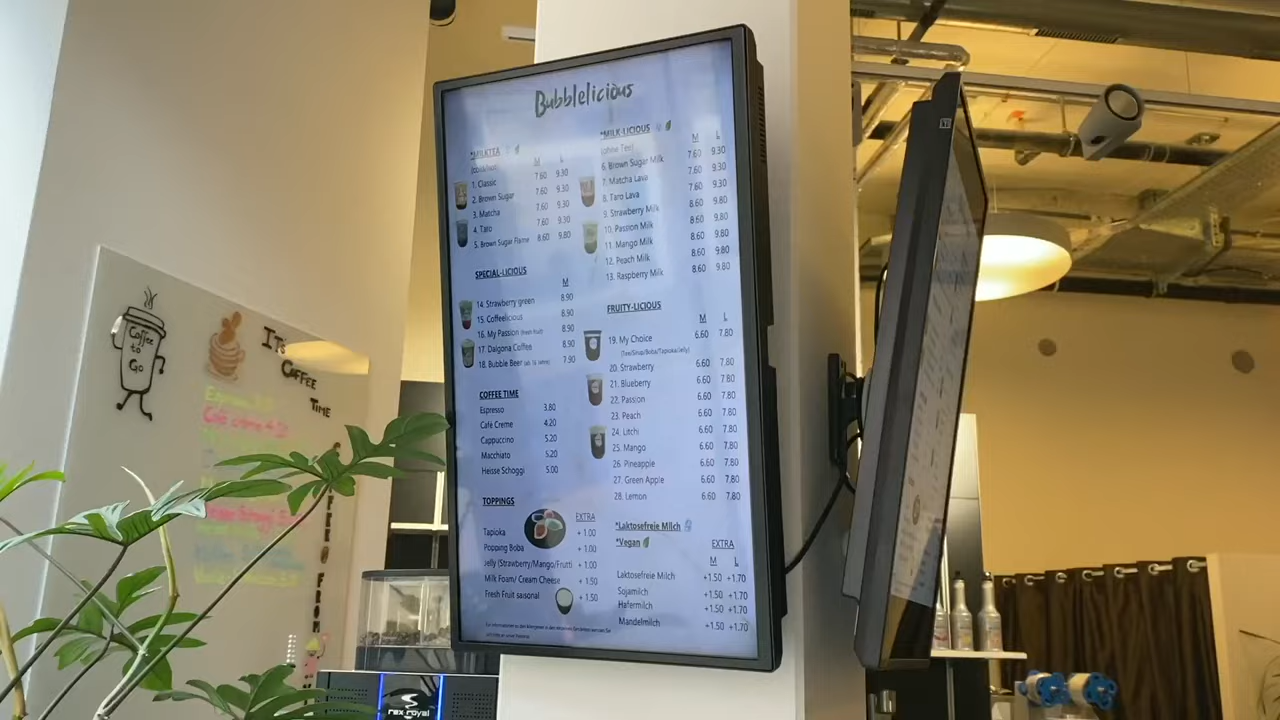 Bubblelicious
*MILKTEA
M L
1. Classic 7.60 9.30
2. Brown Sugar 7.60 9.30
3. Matcha 7.60 9.30
4. Taro 7.60 9.30
5. Brown Sugar Flame 8.60 9.80
SPECIAL-LICIOUS
M
14. Strawberry green 8.90
15. Coffeelicious 8.90
16. My Passion (fresh fruit) 8.90
17. Dalgona Coffee 8.90
18. Bubble Beer 7.90
COFFEE TIME
Espresso 3.80
Café Creme 4.20
Cappuccino 5.20
Macchiato 5.20
Heisse Schoggi 5.00
TOPPINGS
EXTRA
Tapioka + 1.00
Popping Boba + 1.00
Jelly (Strawberry/Mango/Frutti + 1.00
Milk Foam/ Cream Cheese + 1.50
Fresh Fruit saisonal + 1.50
*MILK-LICIOUS
(ohne Tee)
M L
6. Brown Sugar Milk 7.60 9.30
7. Matcha Lava 7.60 9.30
8. Taro Lava 7.60 9.30
9. Strawberry Milk 8.60 9.80
10. Passion Milk 8.60 9.80
11. Mango Milk 8.60 9.80
12. Peach Milk 8.60 9.80
13. Raspberry Milk 8.60 9.80
FRUITY-LICIOUS
M L
19. My Choice 6.60 7.80
(Tee/Sirup/Boba/Tapioka/Jelly)
20. Strawberry 6.60 7.80
21. Blueberry 6.60 7.80
22. Passion 6.60 7.80
23. Peach 6.60 7.80
24. Litchi 6.60 7.80
25. Mango 6.60 7.80
26 Pineapple 6.60 7.80
27. Green Apple 6.60 7.80
28. Lemon 6.60 7.80
*Laktosefreie Milch
*Vegan
EXTRA
M L
Laktosefreie Milch +1.50 +1.70
Sojamilch +1.50 +1.70
Hafermilch +1.50 +1.70
Mandelmilch +1.50 +1.70
Coffee
to
Go
IT's
COFFEE
TIME
rex royal